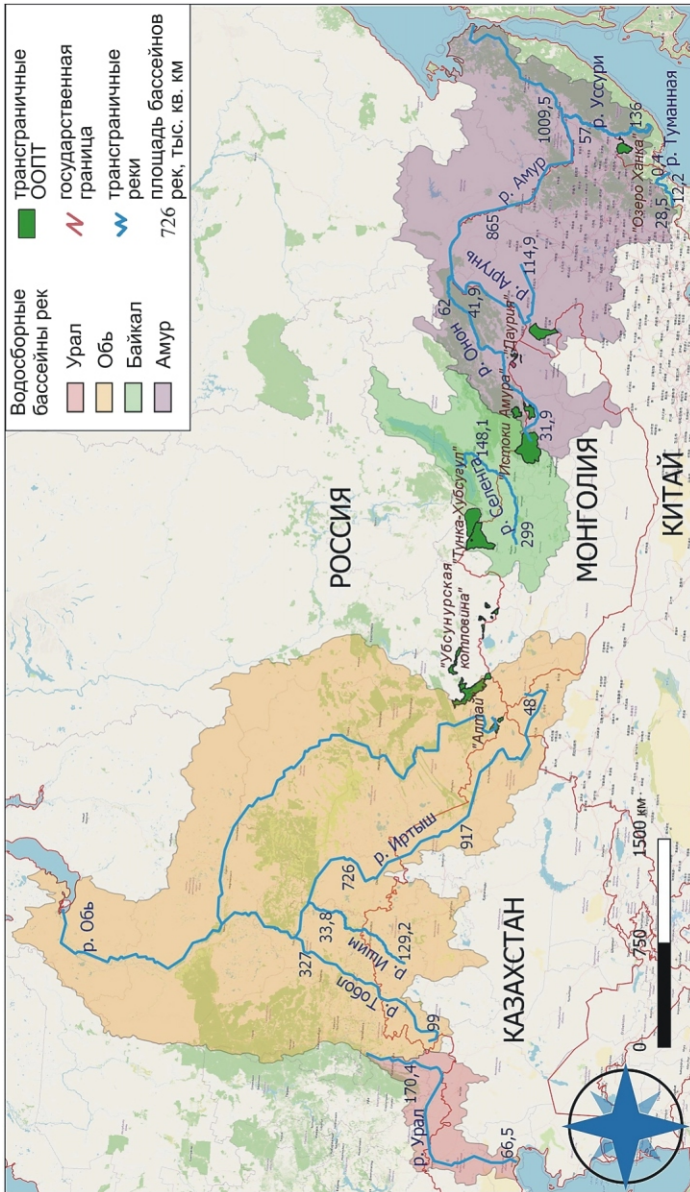 Водосборные
бассейны рек
Урал
Обь
Байкал
Амур
трансграничные
ООПТ
государственная
граница
трансграничные
реки
726
площадь бассейнов
рек, тыс. кв. км
р. Обь
РОССИЯ
р. Урал
170,4
66,5
р. Тобол
99
327
р. Ишим
33,8
129,2
р. Иртыш
726
917
48
"Алтай"
"Убсунурская
котловина"
"Тунка-Хубсугул"
р. Селенга
148,1
299
"Истоки Амура"
31,9
"Даурия"
р. Онон
62
41,9
р. Аргунь
114,9
р. Амур
865
1009,5
р. Уссури
57
136
"Озеро Ханка"
р. Туманная
0,4
28,5
12,2
КАЗАХСТАН
МОНГОЛИЯ
КИТАЙ
0
750
1500 км